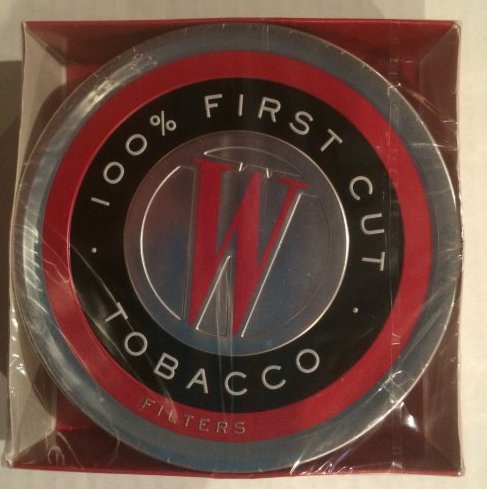 100% FIRST CUT
W
· TOBACCO ·
FILTERS